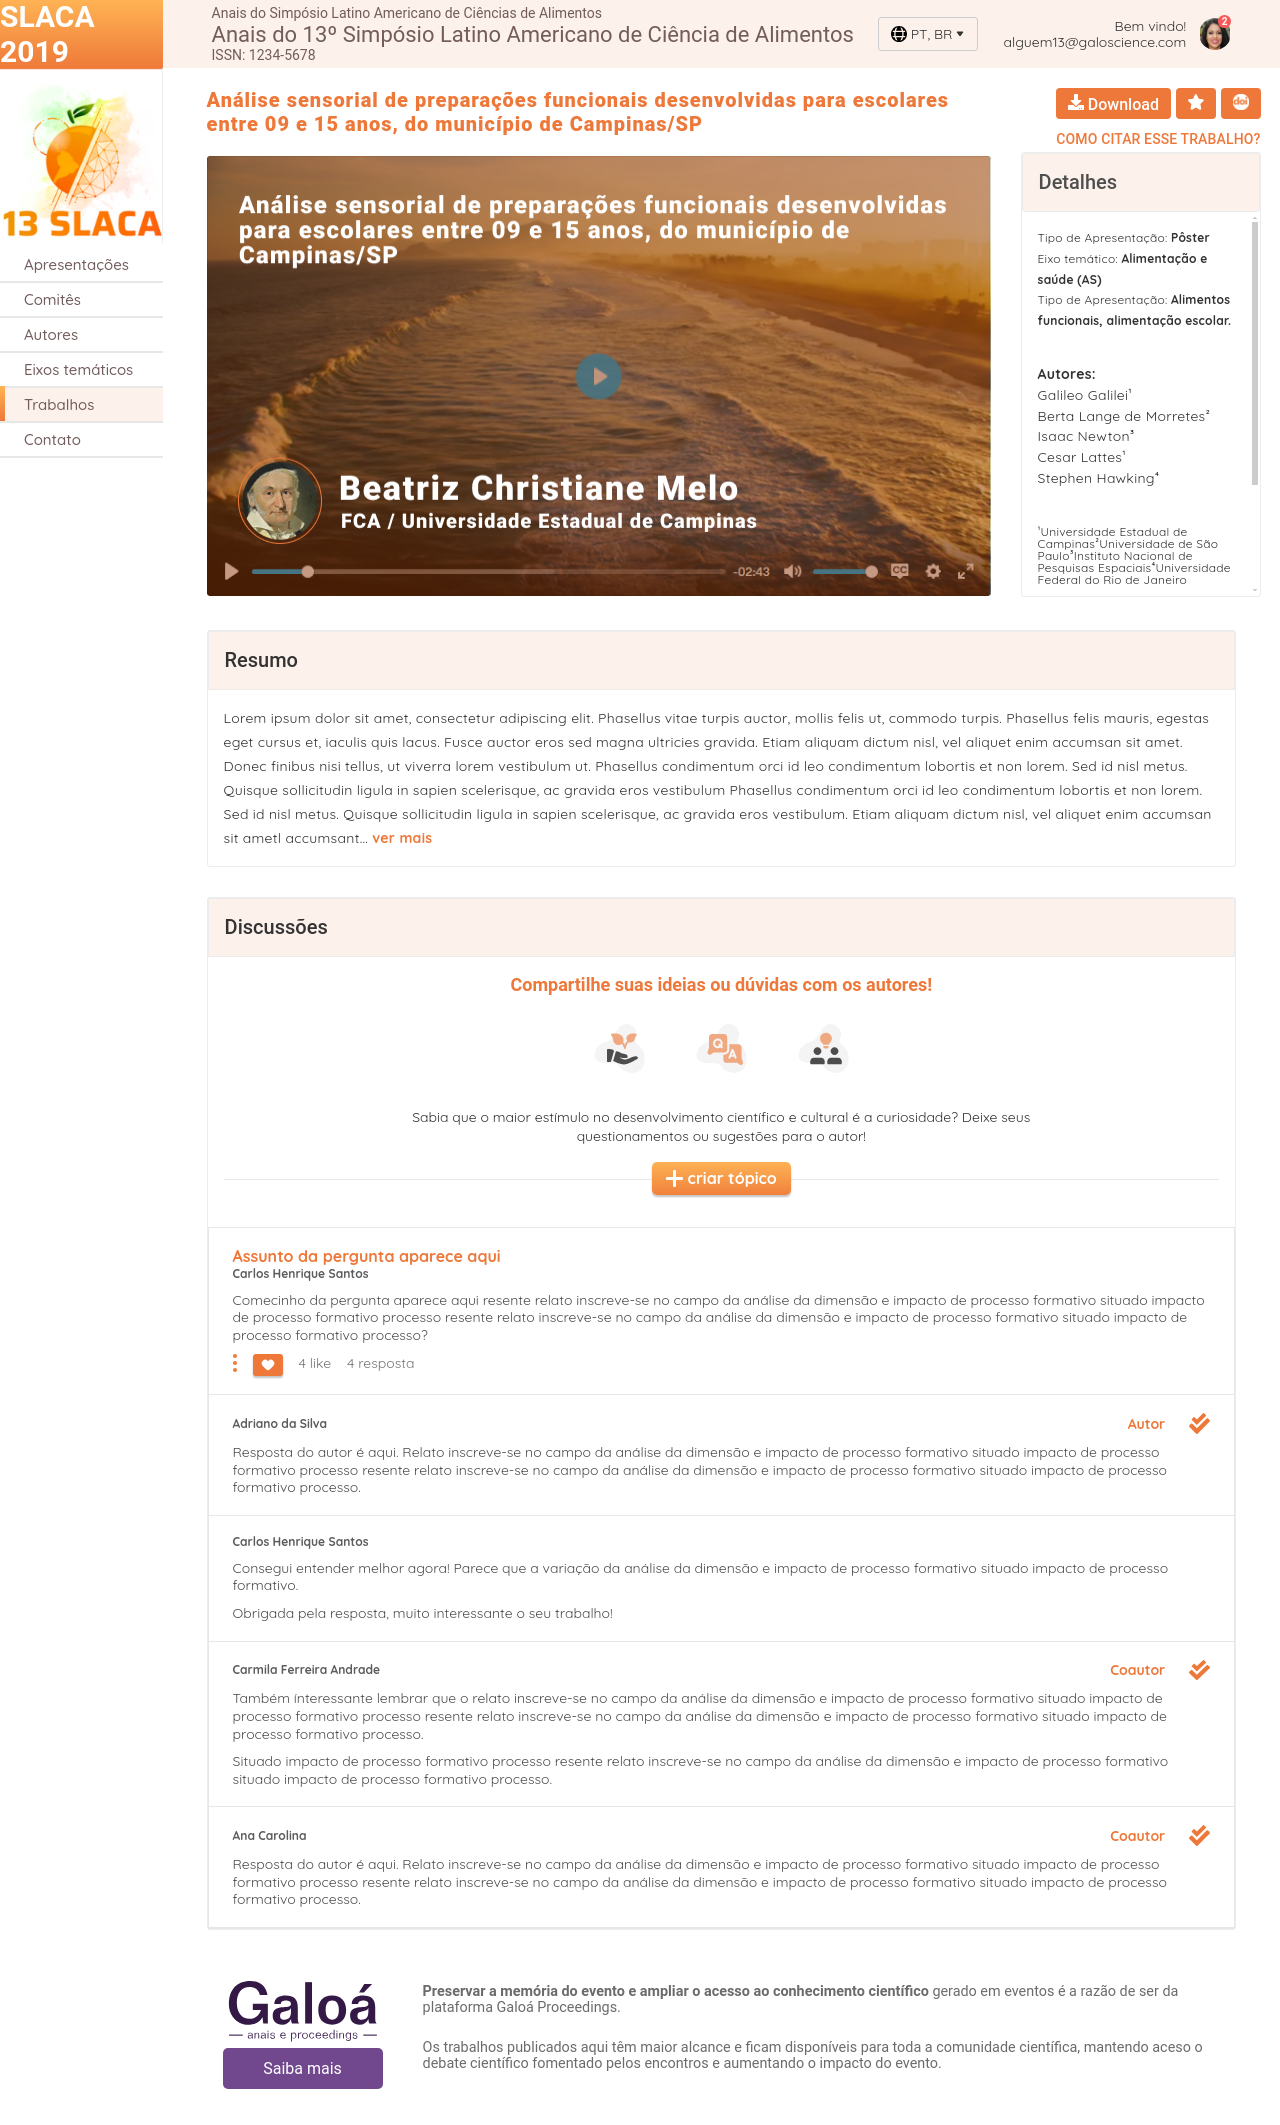 SLACA
2019
Anais do Simpósio Latino Americano de Ciências de Alimentos
Anais do 13º Simpósio Latino Americano de Ciência de Alimentos
ISSN: 1234-5678
PT, BR
Bem vindo!
alguem13@galoscience.com
2
13 SLACA
Apresentações
Comitês
Autores
Eixos temáticos
Trabalhos
Contato
Análise sensorial de preparações funcionais desenvolvidas para escolares
entre 09 e 15 anos, do município de Campinas/SP
Download
doi
COMO CITAR ESSE TRABALHO?
Análise sensorial de preparações funcionais desenvolvidas
para escolares entre 09 e 15 anos, do município de
Campinas/SP
Beatriz Christiane Melo
FCA / Universidade Estadual de Campinas
-02:43
CC
Detalhes
Tipo de Apresentação: Pôster
Eixo temático: Alimentação e
saúde (AS)
Tipo de Apresentação: Alimentos
funcionais, alimentação escolar.
Autores:
Galileo Galilei¹
Berta Lange de Morretes²
Isaac Newton³
Cesar Lattes¹
Stephen Hawking⁴
¹Universidade Estadual de
Campinas²Universidade de São
Paulo³Instituto Nacional de
Pesquisas Espaciais⁴Universidade
Federal do Rio de Janeiro
Resumo
Lorem ipsum dolor sit amet, consectetur adipiscing elit. Phasellus vitae turpis auctor, mollis felis ut, commodo turpis. Phasellus felis mauris, egestas
eget cursus et, iaculis quis lacus. Fusce auctor eros sed magna ultricies gravida. Etiam aliquam dictum nisl, vel aliquet enim accumsan sit amet.
Donec finibus nisi tellus, ut viverra lorem vestibulum ut. Phasellus condimentum orci id leo condimentum lobortis et non lorem. Sed id nisl metus.
Quisque sollicitudin ligula in sapien scelerisque, ac gravida eros vestibulum Phasellus condimentum orci id leo condimentum lobortis et non lorem.
Sed id nisl metus. Quisque sollicitudin ligula in sapien scelerisque, ac gravida eros vestibulum. Etiam aliquam dictum nisl, vel aliquet enim accumsan
sit ametl accumsant... ver mais
Discussões
Compartilhe suas ideias ou dúvidas com os autores!
Q
A
Sabia que o maior estímulo no desenvolvimento científico e cultural é a curiosidade? Deixe seus
questionamentos ou sugestões para o autor!
criar tópico
Assunto da pergunta aparece aqui
Carlos Henrique Santos
Comecinho da pergunta aparece aqui resente relato inscreve-se no campo da análise da dimensão e impacto de processo formativo situado impacto
de processo formativo processo resente relato inscreve-se no campo da análise da dimensão e impacto de processo formativo situado impacto de
processo formativo processo?
4 like 4 resposta
Adriano da Silva
Autor
Resposta do autor é aqui. Relato inscreve-se no campo da análise da dimensão e impacto de processo formativo situado impacto de processo
formativo processo resente relato inscreve-se no campo da análise da dimensão e impacto de processo formativo situado impacto de processo
formativo processo.
Carlos Henrique Santos
Consegui entender melhor agora! Parece que a variação da análise da dimensão e impacto de processo formativo situado impacto de processo
formativo.
Obrigada pela resposta, muito interessante o seu trabalho!
Carmila Ferreira Andrade
Coautor
Também ínteressante lembrar que o relato inscreve-se no campo da análise da dimensão e impacto de processo formativo situado impacto de
processo formativo processo resente relato inscreve-se no campo da análise da dimensão e impacto de processo formativo situado impacto de
processo formativo processo.
Situado impacto de processo formativo processo resente relato inscreve-se no campo da análise da dimensão e impacto de processo formativo
situado impacto de processo formativo processo.
Ana Carolina
Coautor
Resposta do autor é aqui. Relato inscreve-se no campo da análise da dimensão e impacto de processo formativo situado impacto de processo
formativo processo resente relato inscreve-se no campo da análise da dimensão e impacto de processo formativo situado impacto de processo
formativo processo.
Galoá
anais e proceedings
Saiba mais
Preservar a memória do evento e ampliar o acesso ao conhecimento científico gerado em eventos é a razão de ser da
plataforma Galoá Proceedings.
Os trabalhos publicados aqui têm maior alcance e ficam disponíveis para toda a comunidade científica, mantendo aceso o
debate científico fomentado pelos encontros e aumentando o impacto do evento.